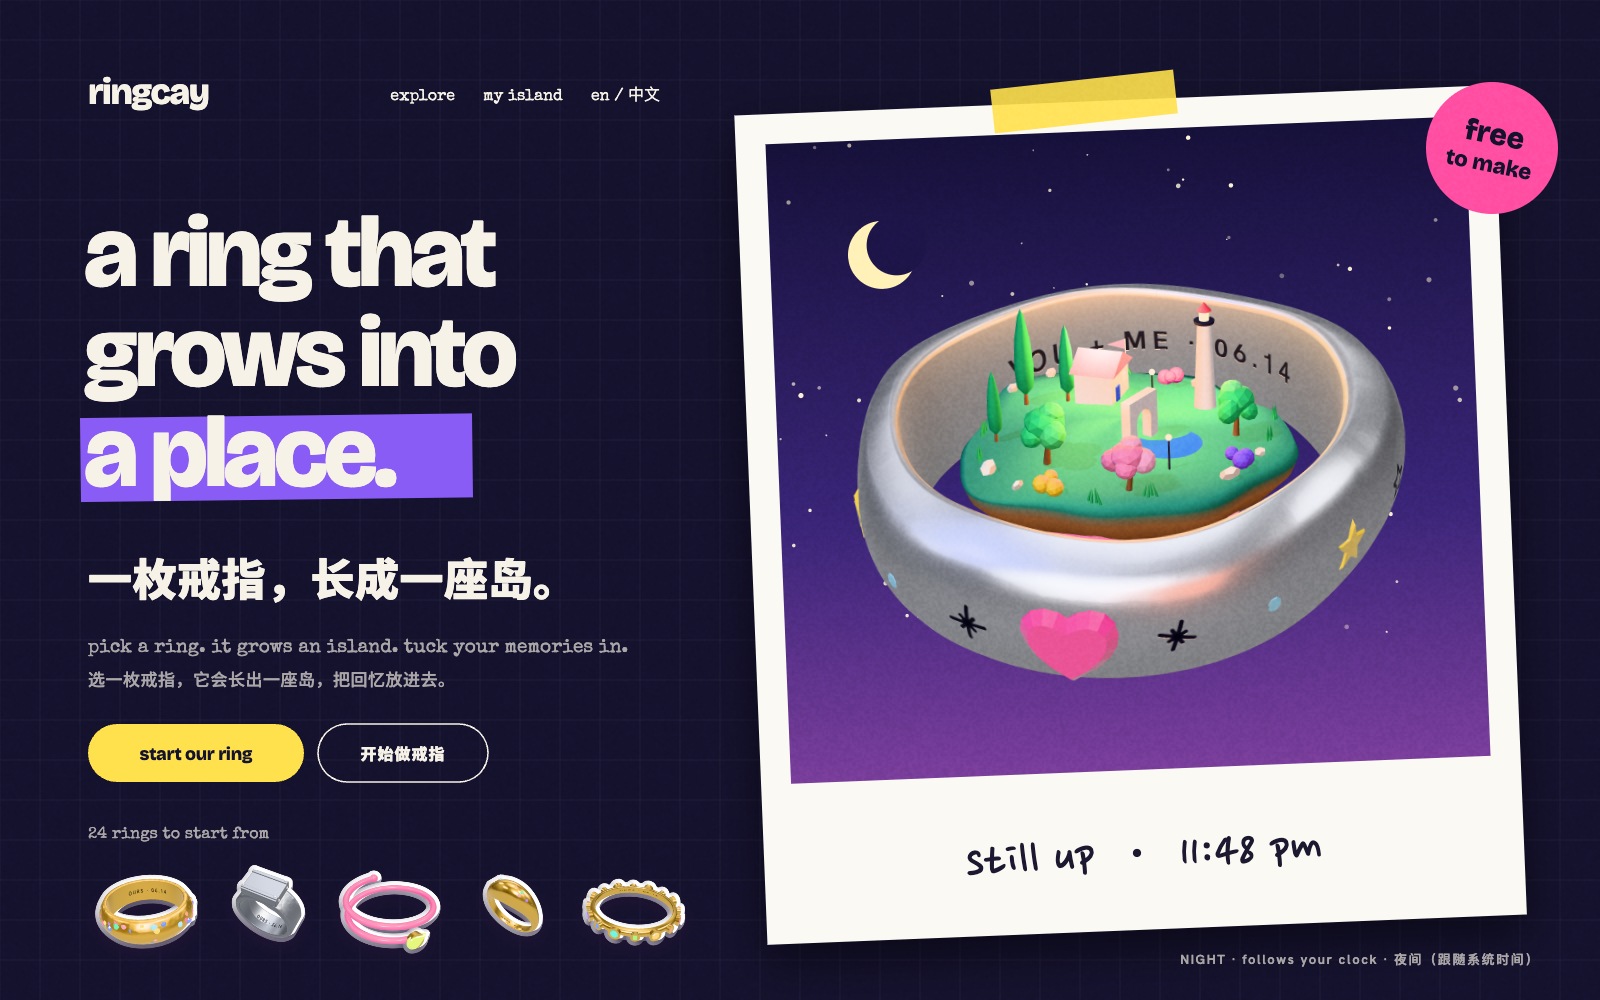 ringcay
explore my island en / 中文
a ring that
grows into
a place.
一枚戒指，长成一座岛。
pick a ring. it grows an island. tuck your memories in.
选一枚戒指，它会长出一座岛，把回忆放进去。
start our ring
开始做戒指
24 rings to start from
OURS · 06.14
free
to make
YOU + ME · 06.14
still up • 11:48 pm
NIGHT · follows your clock · 夜间（跟随系统时间）